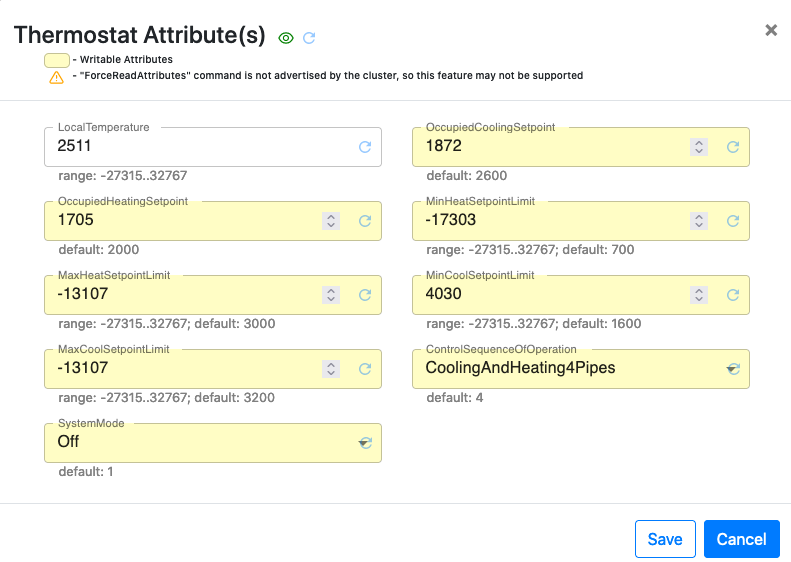 Thermostat Attribute(s)
- Writable Attributes
- "ForceReadAttributes" command is not advertised by the cluster, so this feature may not be supported
LocalTemperature
2511
range: -27315..32767
OccupiedCoolingSetpoint
1872
default: 2600
OccupiedHeatingSetpoint
1705
default: 2000
MinHeatSetpointLimit
-17303
range: -27315..32767; default: 700
MaxHeatSetpointLimit
-13107
range: -27315..32767; default: 3000
MinCoolSetpointLimit
4030
range: -27315..32767; default: 1600
MaxCoolSetpointLimit
-13107
range: -27315..32767; default: 3200
ControlSequenceOfOperation
CoolingAndHeating4Pipes
default: 4
SystemMode
Off
default: 1
Save
Cancel